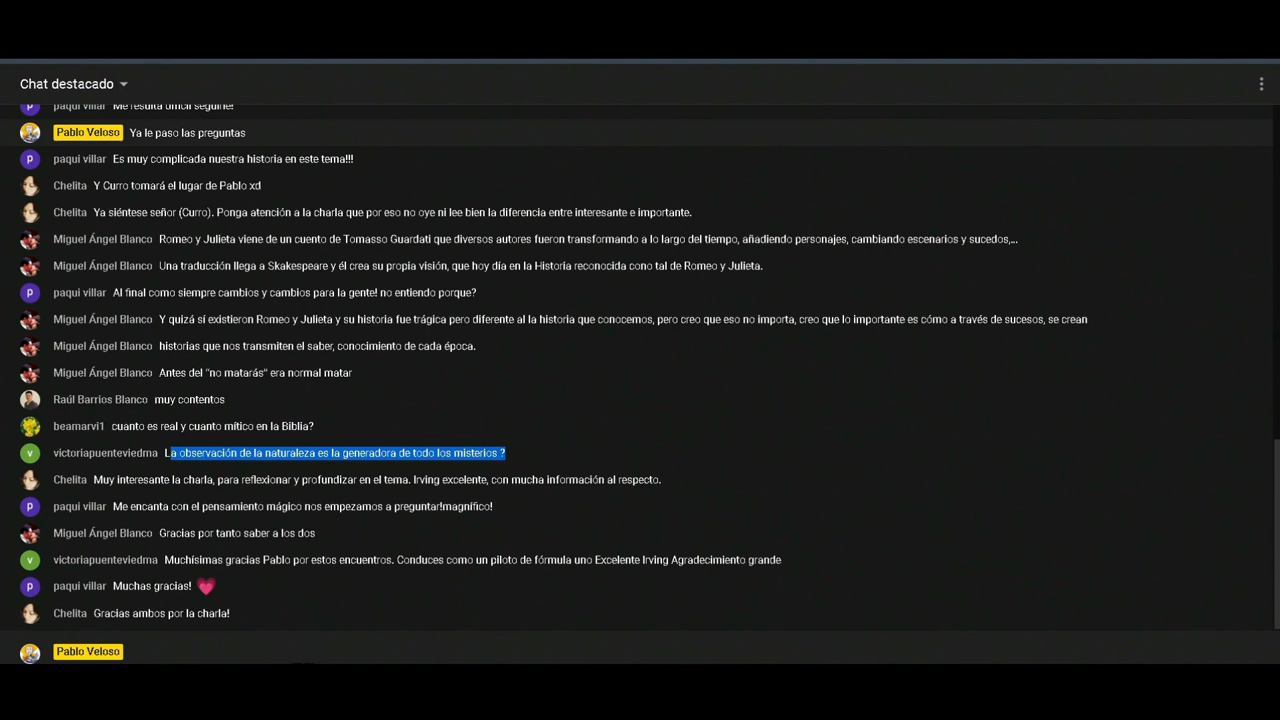 Chat destacado
paqui villar Me resulta difícil seguirle!
Pablo Veloso Ya le paso las preguntas
p paqui villar Es muy complicada nuestra historia en este tema!!!
Chelita Y Curro tomará el lugar de Pablo xd
Chelita Ya siéntese señor (Curro). Ponga atención a la charla que por eso no oye ni lee bien la diferencia entre interesante e importante.
Miguel Ángel Blanco Romeo y Julieta viene de un cuento de Tomasso Guardati que diversos autores fueron transformando a lo largo del tiempo, añadiendo personajes, cambiando escenarios y sucedos,...
Miguel Ángel Blanco Una traducción llega a Skakespeare y él crea su propia visión, que hoy día en la Historia reconocida cono tal de Romeo y Julieta.
p paqui villar Al final como siempre cambios y cambios para la gente! no entiendo porque?
Miguel Ángel Blanco Y quizá sí existieron Romeo y Julieta y su historia fue trágica pero diferente al la historia que conocemos, pero creo que eso no importa, creo que lo importante es cómo a través de sucesos, se crean
Miguel Ángel Blanco historias que nos transmiten el saber, conocimiento de cada época.
Miguel Ángel Blanco Antes del "no matarás" era normal matar
Raúl Barrios Blanco muy contentos
beamarvi1 cuanto es real y cuanto mítico en la Biblia?
v victoriapuenteviedma La observación de la naturaleza es la generadora de todo los misterios ?
Chelita Muy interesante la charla, para reflexionar y profundizar en el tema. Irving excelente, con mucha información al respecto.
p paqui villar Me encanta con el pensamiento mágico nos empezamos a preguntar!magnífico!
Miguel Ángel Blanco Gracias por tanto saber a los dos
v victoriapuenteviedma Muchísimas gracias Pablo por estos encuentros. Conduces como un piloto de fórmula uno Excelente Irving Agradecimiento grande
p paqui villar Muchas gracias!
Chelita Gracias ambos por la charla!
Pablo Veloso